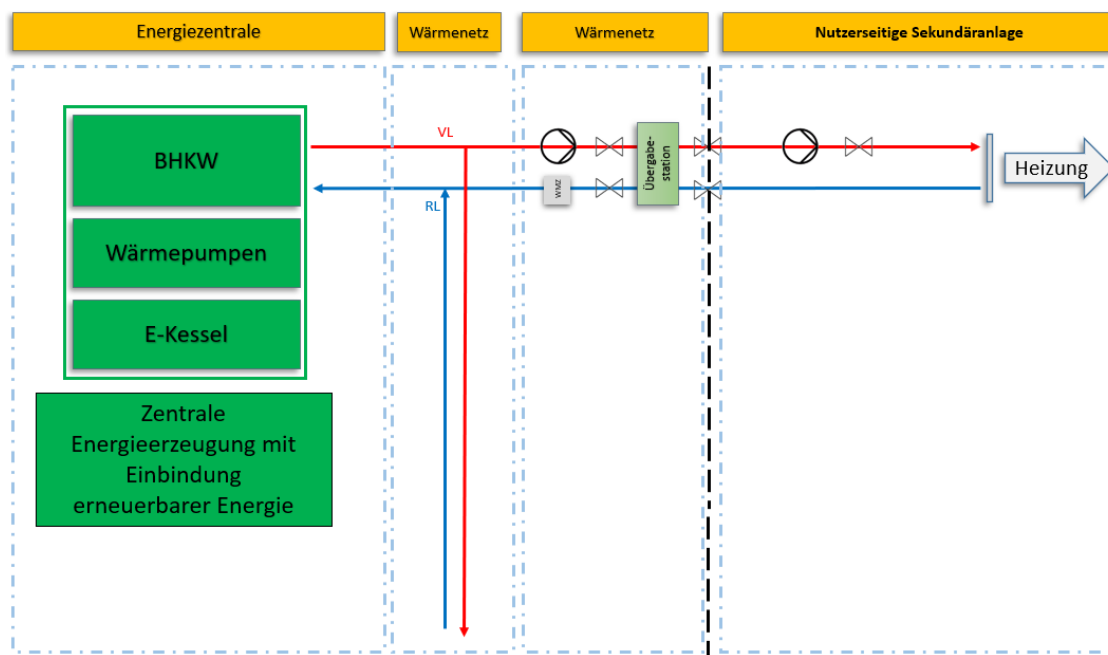 Energiezentrale
Wärmenetz
Wärmenetz
Nutzerseitige Sekundäranlage
BHKW
VL
Übergabe-
station
Heizung
WMZ
RL
Wärmepumpen
E-Kessel
Zentrale
Energieerzeugung mit
Einbindung
erneuerbarer Energie